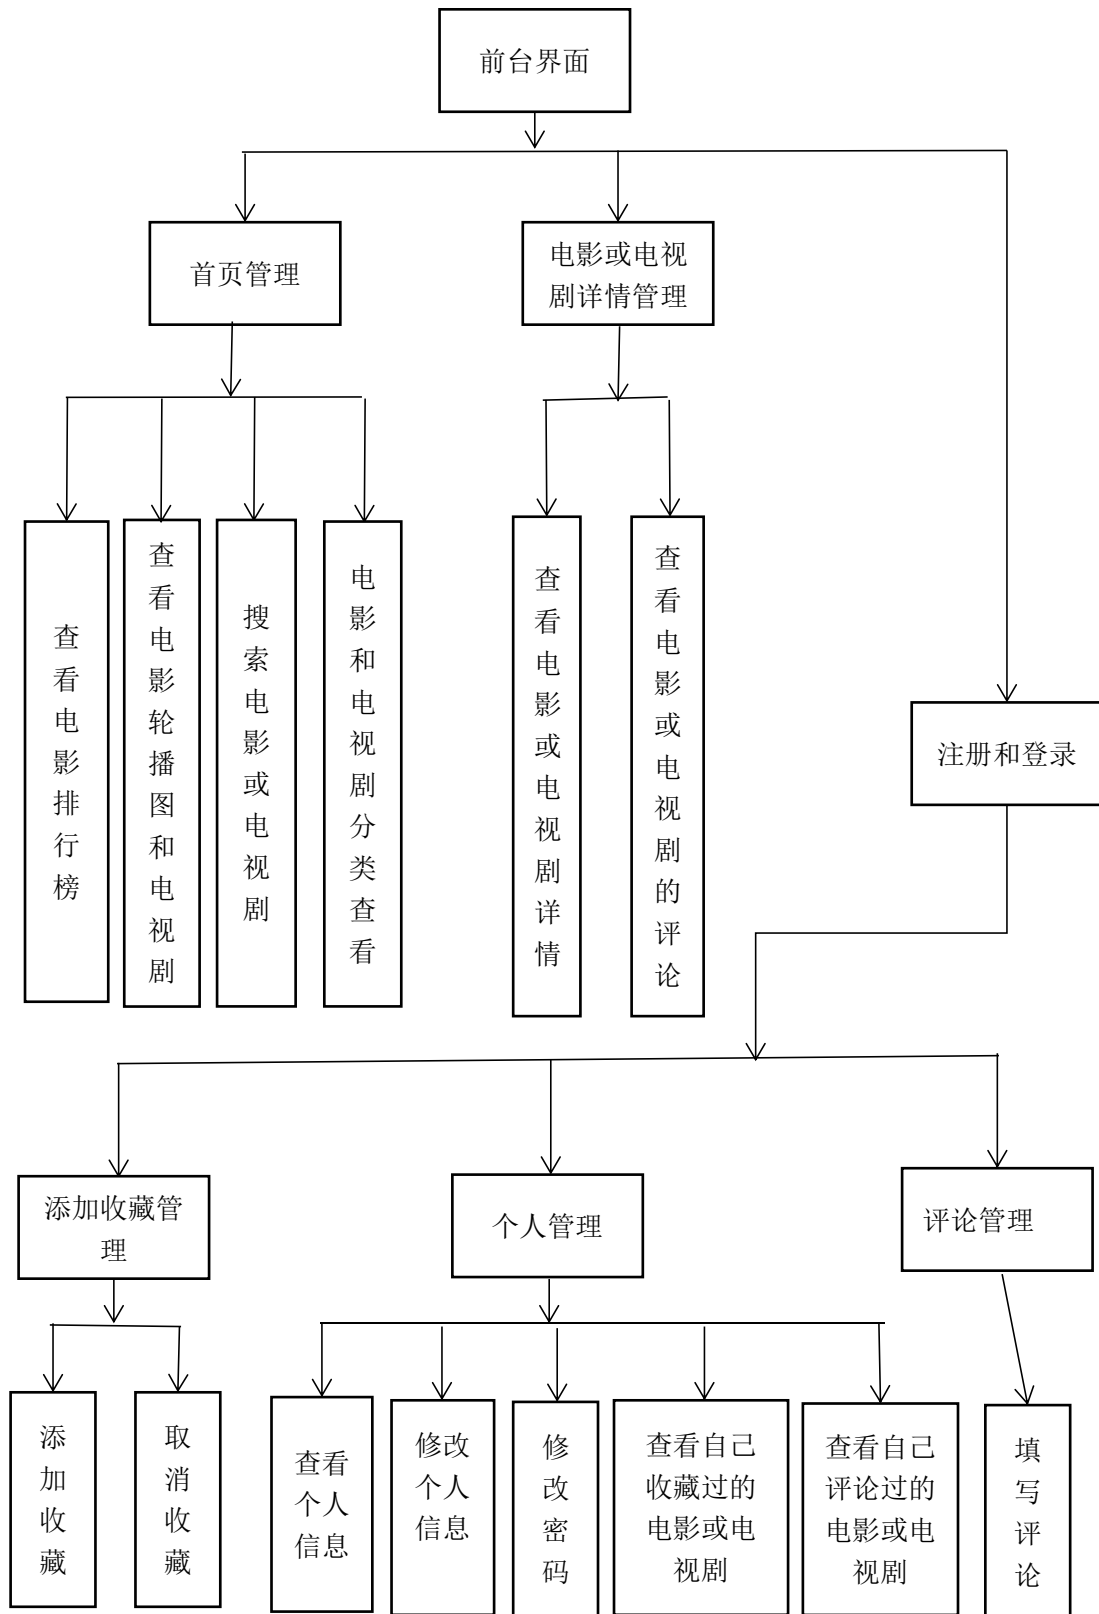 前台界面
首页管理
电影或电视
剧详情管理
查看电影排行榜
查看电影轮播图和电视剧
搜索电影或电视剧
电影和电视剧分类查看
查看电影或电视剧详情
查看电影或电视剧的评论
注册和登录
添加收藏管
理
个人管理
评论管理
添加收藏
取消收藏
查看
个人
信息
修改
个人
信息
修改密码
查看自己
收藏过的
电影或电
视剧
查看自己
评论过的
电影或电
视剧
填写评论